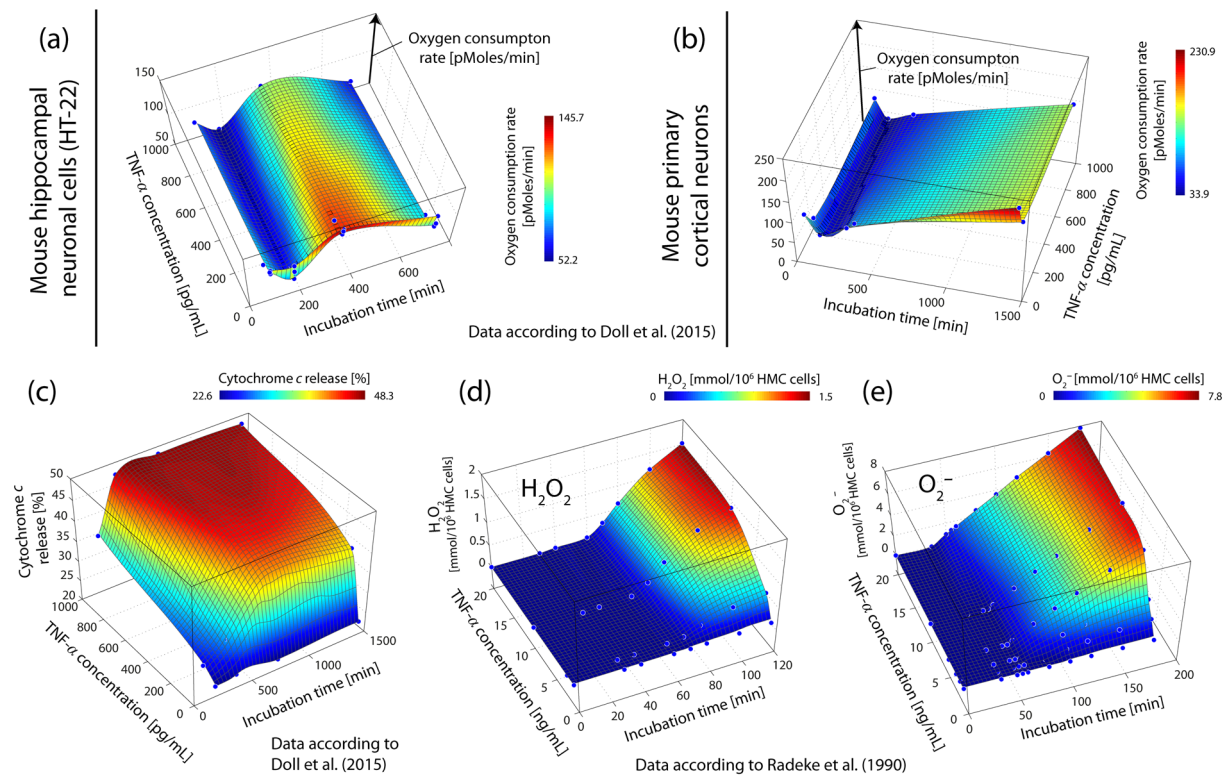 (a)
Mouse hippocampal
neuronal cells (HT-22)
Oxygen consumpton
rate [pMoles/min]
150
100
50
1000
800
600
400
200
0
TNF-α concentration [pg/mL]
0
200
400
600
Incubation time [min]
Oxygen consumption rate
[pMoles/min]
145.7
52.2
Data according to Doll et al. (2015)
(b)
Mouse primary
cortical neurons
Oxygen consumpton
rate [pMoles/min]
250
200
150
100
50
0
0
500
1000
1500
Incubation time [min]
1000
800
600
400
200
0
TNF-α concentration
[pg/mL]
Oxygen consumption rate
[pMoles/min]
230.9
33.9
(c)
Cytochrome c release [%]
22.6
48.3
Cytochrome c
release [%]
50
45
40
35
30
25
20
1000
800
600
400
200
0
TNF-α concentration [pg/mL]
0
500
1000
1500
Incubation time [min]
Data according to
Doll et al. (2015)
(d)
H₂O₂ [mmol/10⁶ HMC cells]
0
1.5
H₂O₂
H₂O₂
[mmol/10⁶ HMC cells]
2
1.5
1
0.5
0
20
15
10
5
0
TNF-α concentration [ng/mL]
0
20
40
60
80
100
120
Incubation time [min]
(e)
O₂⁻ [mmol/10⁶ HMC cells]
0
7.8
O₂⁻
O₂⁻
[mmol/10⁶ HMC cells]
8
6
4
2
0
20
15
10
5
0
TNF-α concentration [ng/mL]
0
50
100
150
200
Incubation time [min]
Data according to Radeke et al. (1990)